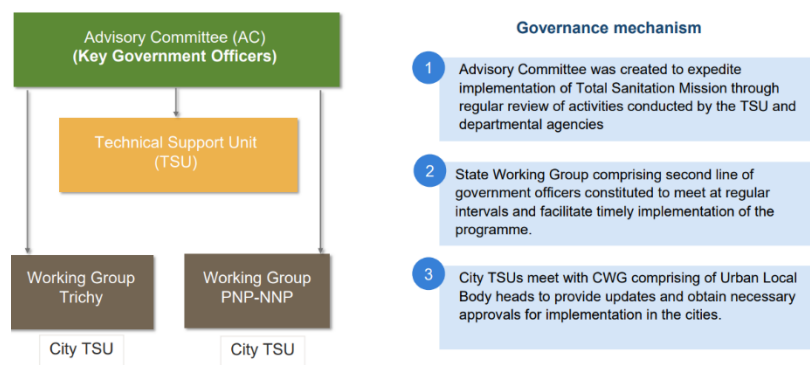 Advisory Committee (AC)
(Key Government Officers)
Technical Support Unit
(TSU)
Working Group
Trichy
Working Group
PNP-NNP
City TSU
City TSU
Governance mechanism
1
Advisory Committee was created to expedite
implementation of Total Sanitation Mission through
regular review of activities conducted by the TSU and
departmental agencies
2
State Working Group comprising second line of
government officers constituted to meet at regular
intervals and facilitate timely implementation of the
programme.
3
City TSUs meet with CWG comprising of Urban Local
Body heads to provide updates and obtain necessary
approvals for implementation in the cities.